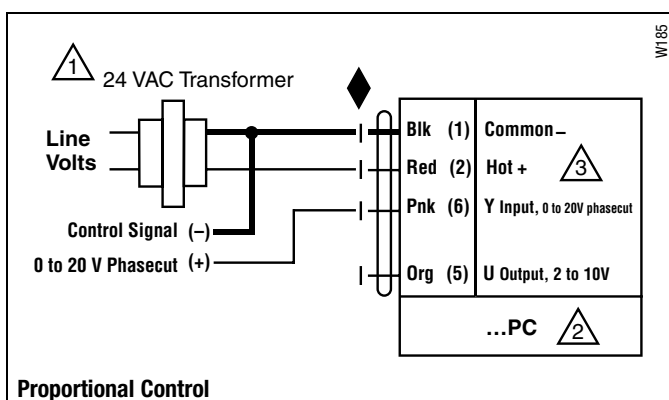 W185
1
24 VAC Transformer
Line
Volts
Blk (1) Common –
Red (2) Hot + 3
Pnk (6) Y Input, 0 to 20V phasecut
Control Signal (–)
0 to 20 V Phasecut (+)
Org (5) U Output, 2 to 10V
...PC 2
Proportional Control